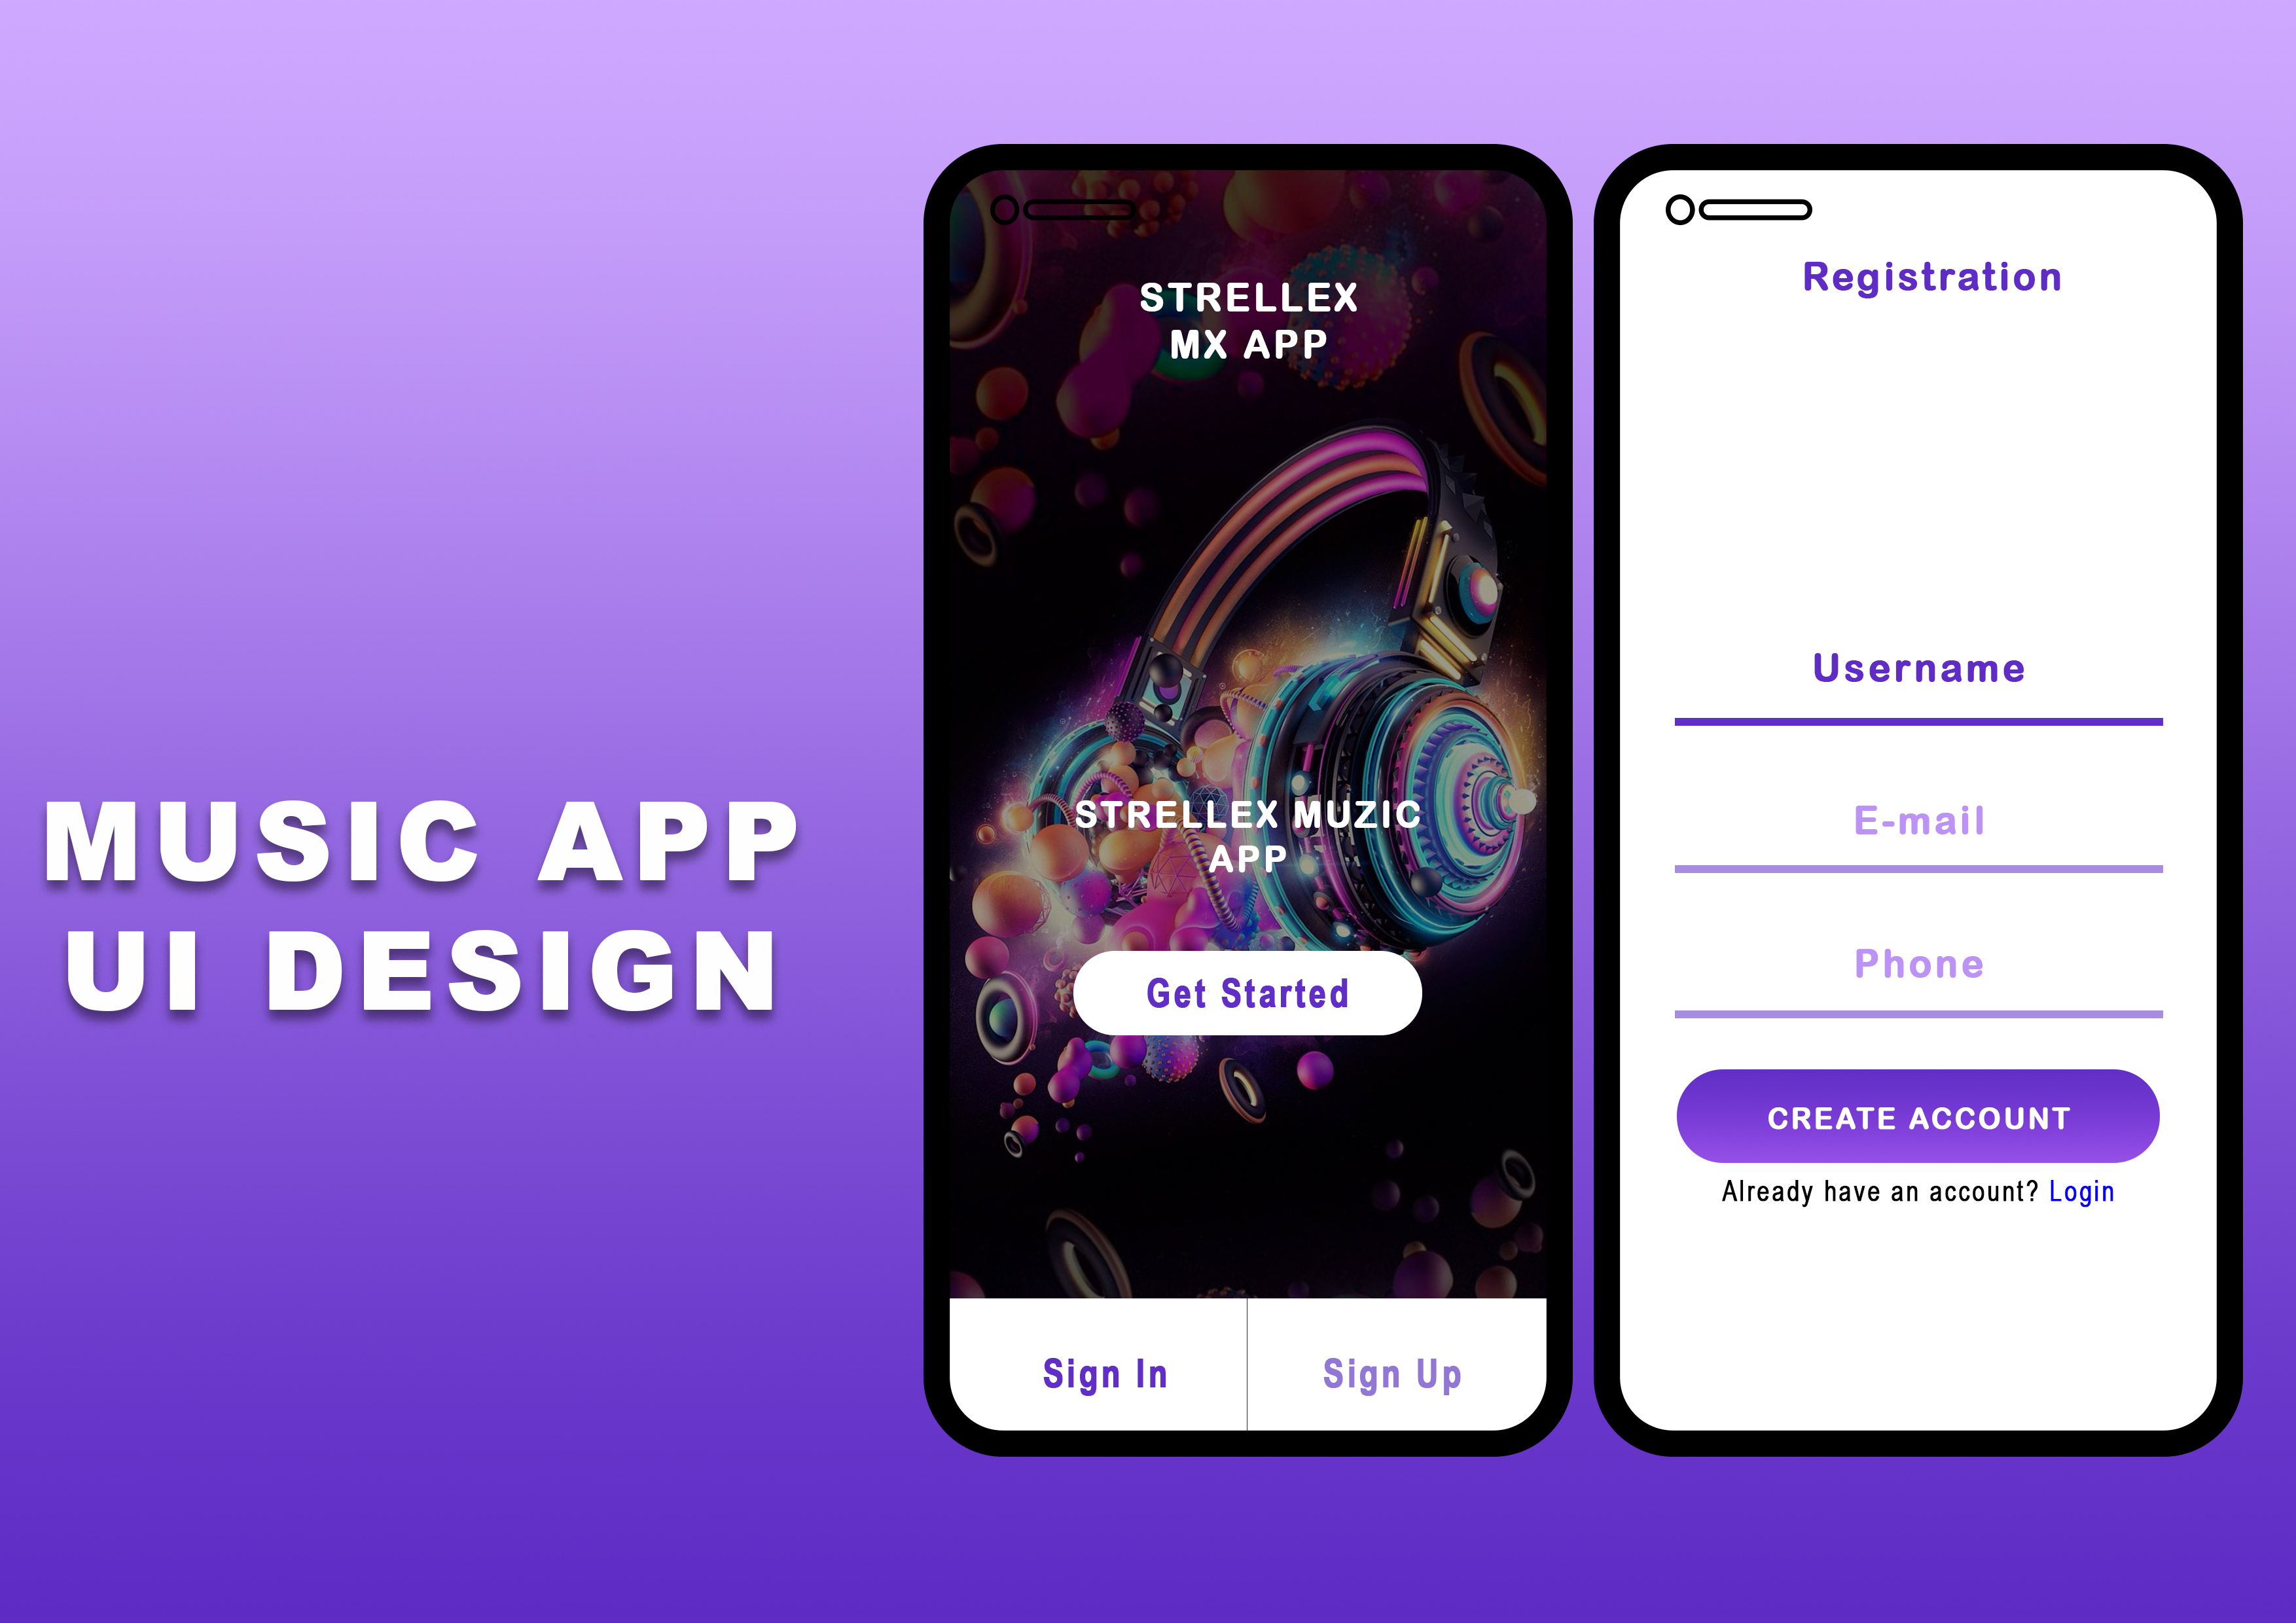 MUSIC APP
UI DESIGN
STRELLEX
MX APP
STRELLEX MUZIC
APP
Get Started
Sign In
Sign Up
Registration
Username
E-mail
Phone
CREATE ACCOUNT
Already have an account? Login